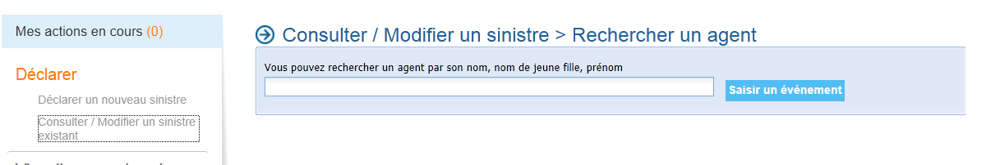 Mes actions en cours (0)
Consulter / Modifier un sinistre > Rechercher un agent
Vous pouvez rechercher un agent par son nom, nom de jeune fille, prénom
Saisir un événement
Déclarer
Déclarer un nouveau sinistre
Consulter / Modifier un sinistre
existant